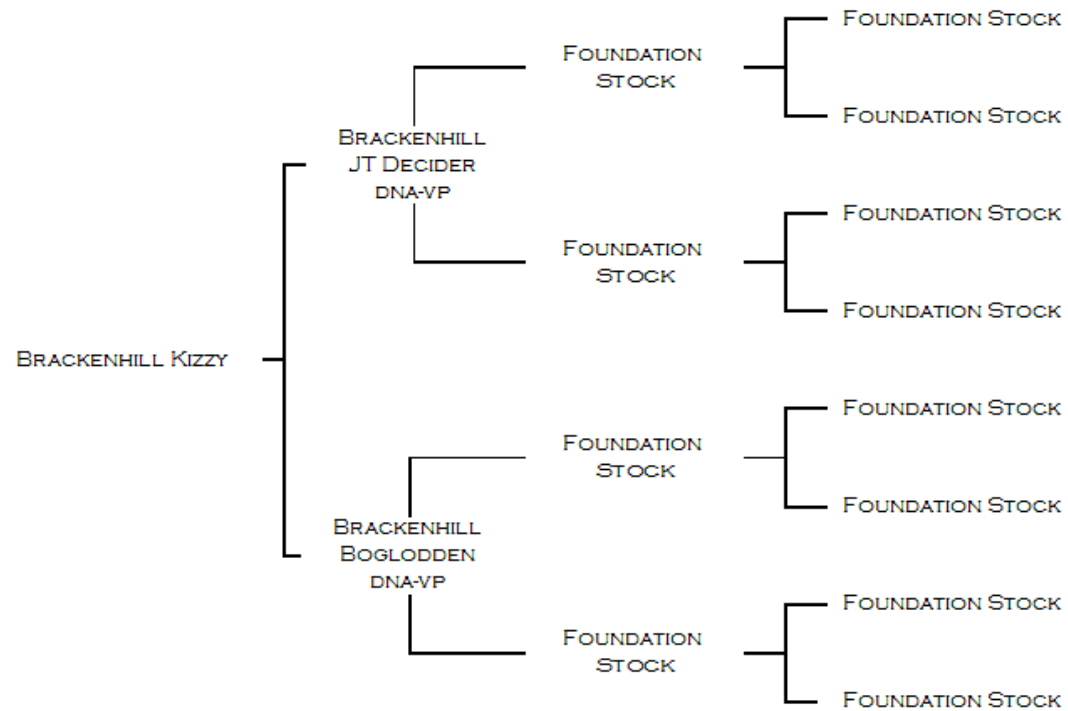 Foundation Stock
Foundation
Stock
Foundation Stock
Brackenhill
JT Decider
DNA-VP
Foundation Stock
Foundation
Stock
Foundation Stock
Brackenhill Kizzy
Foundation Stock
Foundation
Stock
Foundation Stock
Brackenhill
Boglodden
DNA-VP
Foundation Stock
Foundation
Stock
Foundation Stock